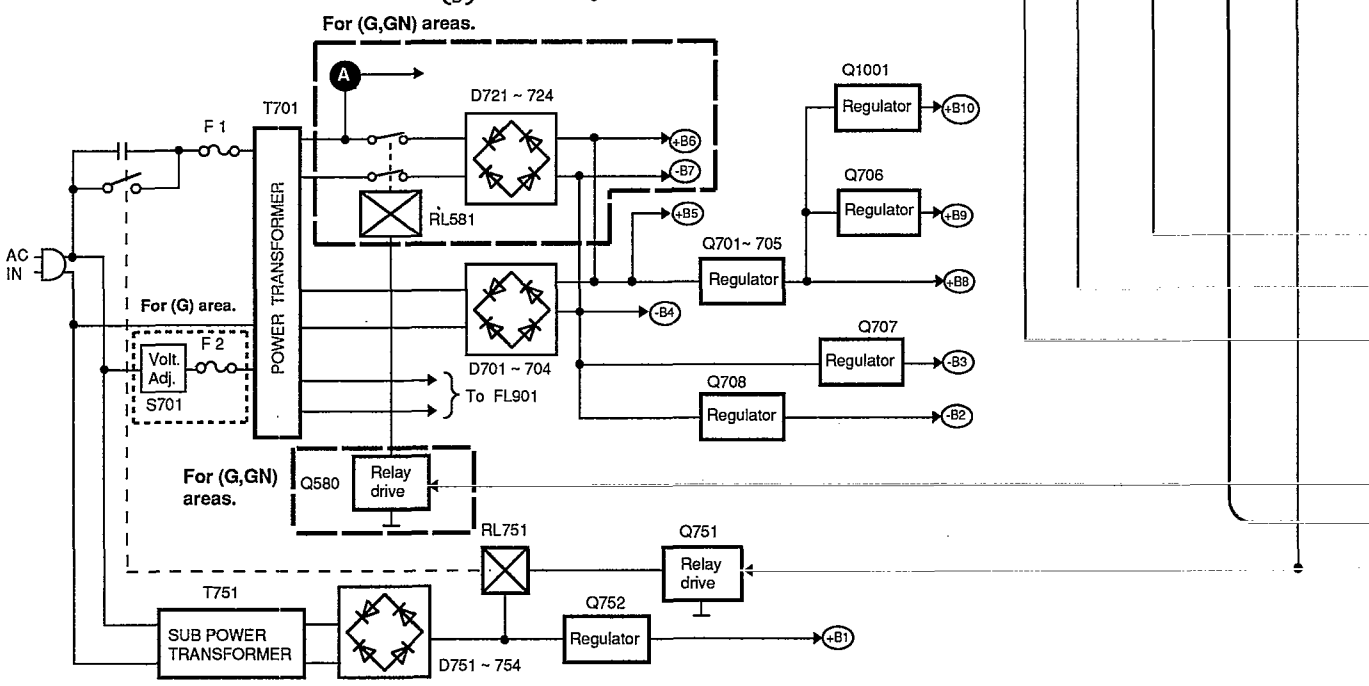 For (G,GN) areas.
A
Q1001
Regulator
+B10
T701
D721 ~ 724
F 1
+B6
-B7
Q706
Regulator
+B9
RL581
+B5
AC
IN
POWER TRANSFORMER
Q701~ 705
Regulator
+B8
For (G) area.
-B4
F 2
Volt.
Adj.
S701
Q707
Regulator
-B3
D701 ~ 704
To FL901
Q708
Regulator
-B2
For (G,GN)
areas.
Q580
Relay
drive
RL751
Q751
Relay
drive
T751
SUB POWER
TRANSFORMER
Q752
Regulator
+B1
D751 ~ 754